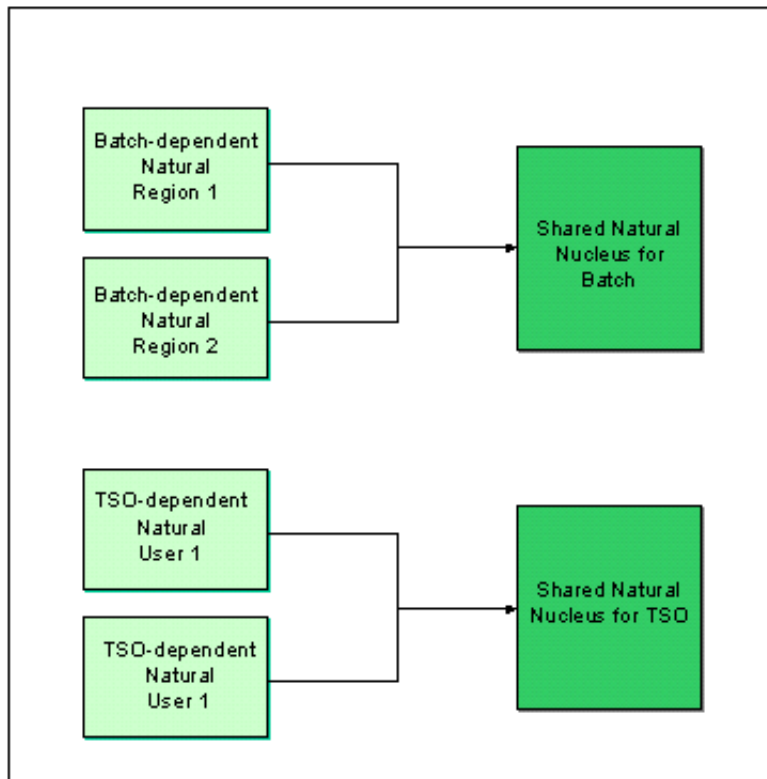 Batch-dependent
Natural
Region 1
Batch-dependent
Natural
Region 2
Shared Natural
Nucleus for
Batch
TSO-dependent
Natural
User 1
TSO-dependent
Natural
User 1
Shared Natural
Nucleus for TSO